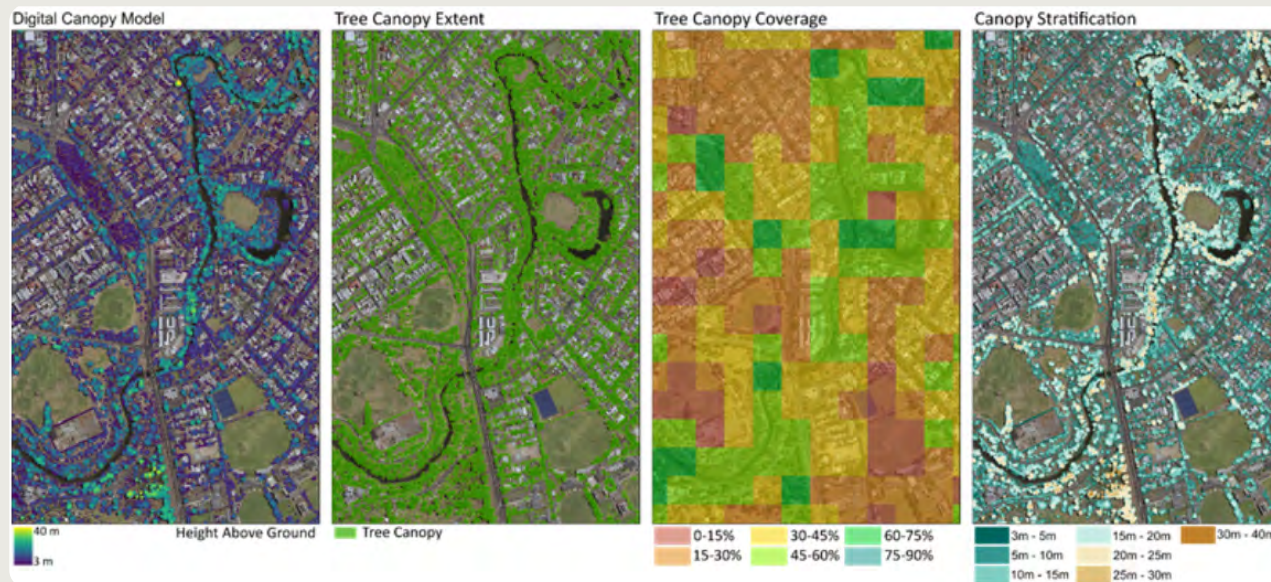 Digital Canopy Model
Tree Canopy Extent
Tree Canopy Coverage
Canopy Stratification
40 m
3 m
Height Above Ground
Tree Canopy
0-15%
30-45%
60-75%
15-30%
45-60%
75-90%
3m - 5m
15m - 20m
30m - 40m
5m - 10m
20m - 25m
10m - 15m
25m - 30m